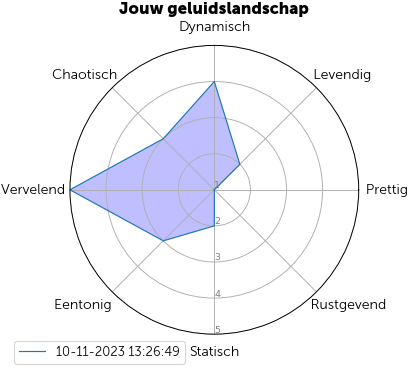 Jouw geluidslandschap
Dynamisch
Chaotisch
Levendig
Vervelend
1
Prettig
2
3
4
Eentonig
Rustgevend
5
10-11-2023 13:26:49
Statisch